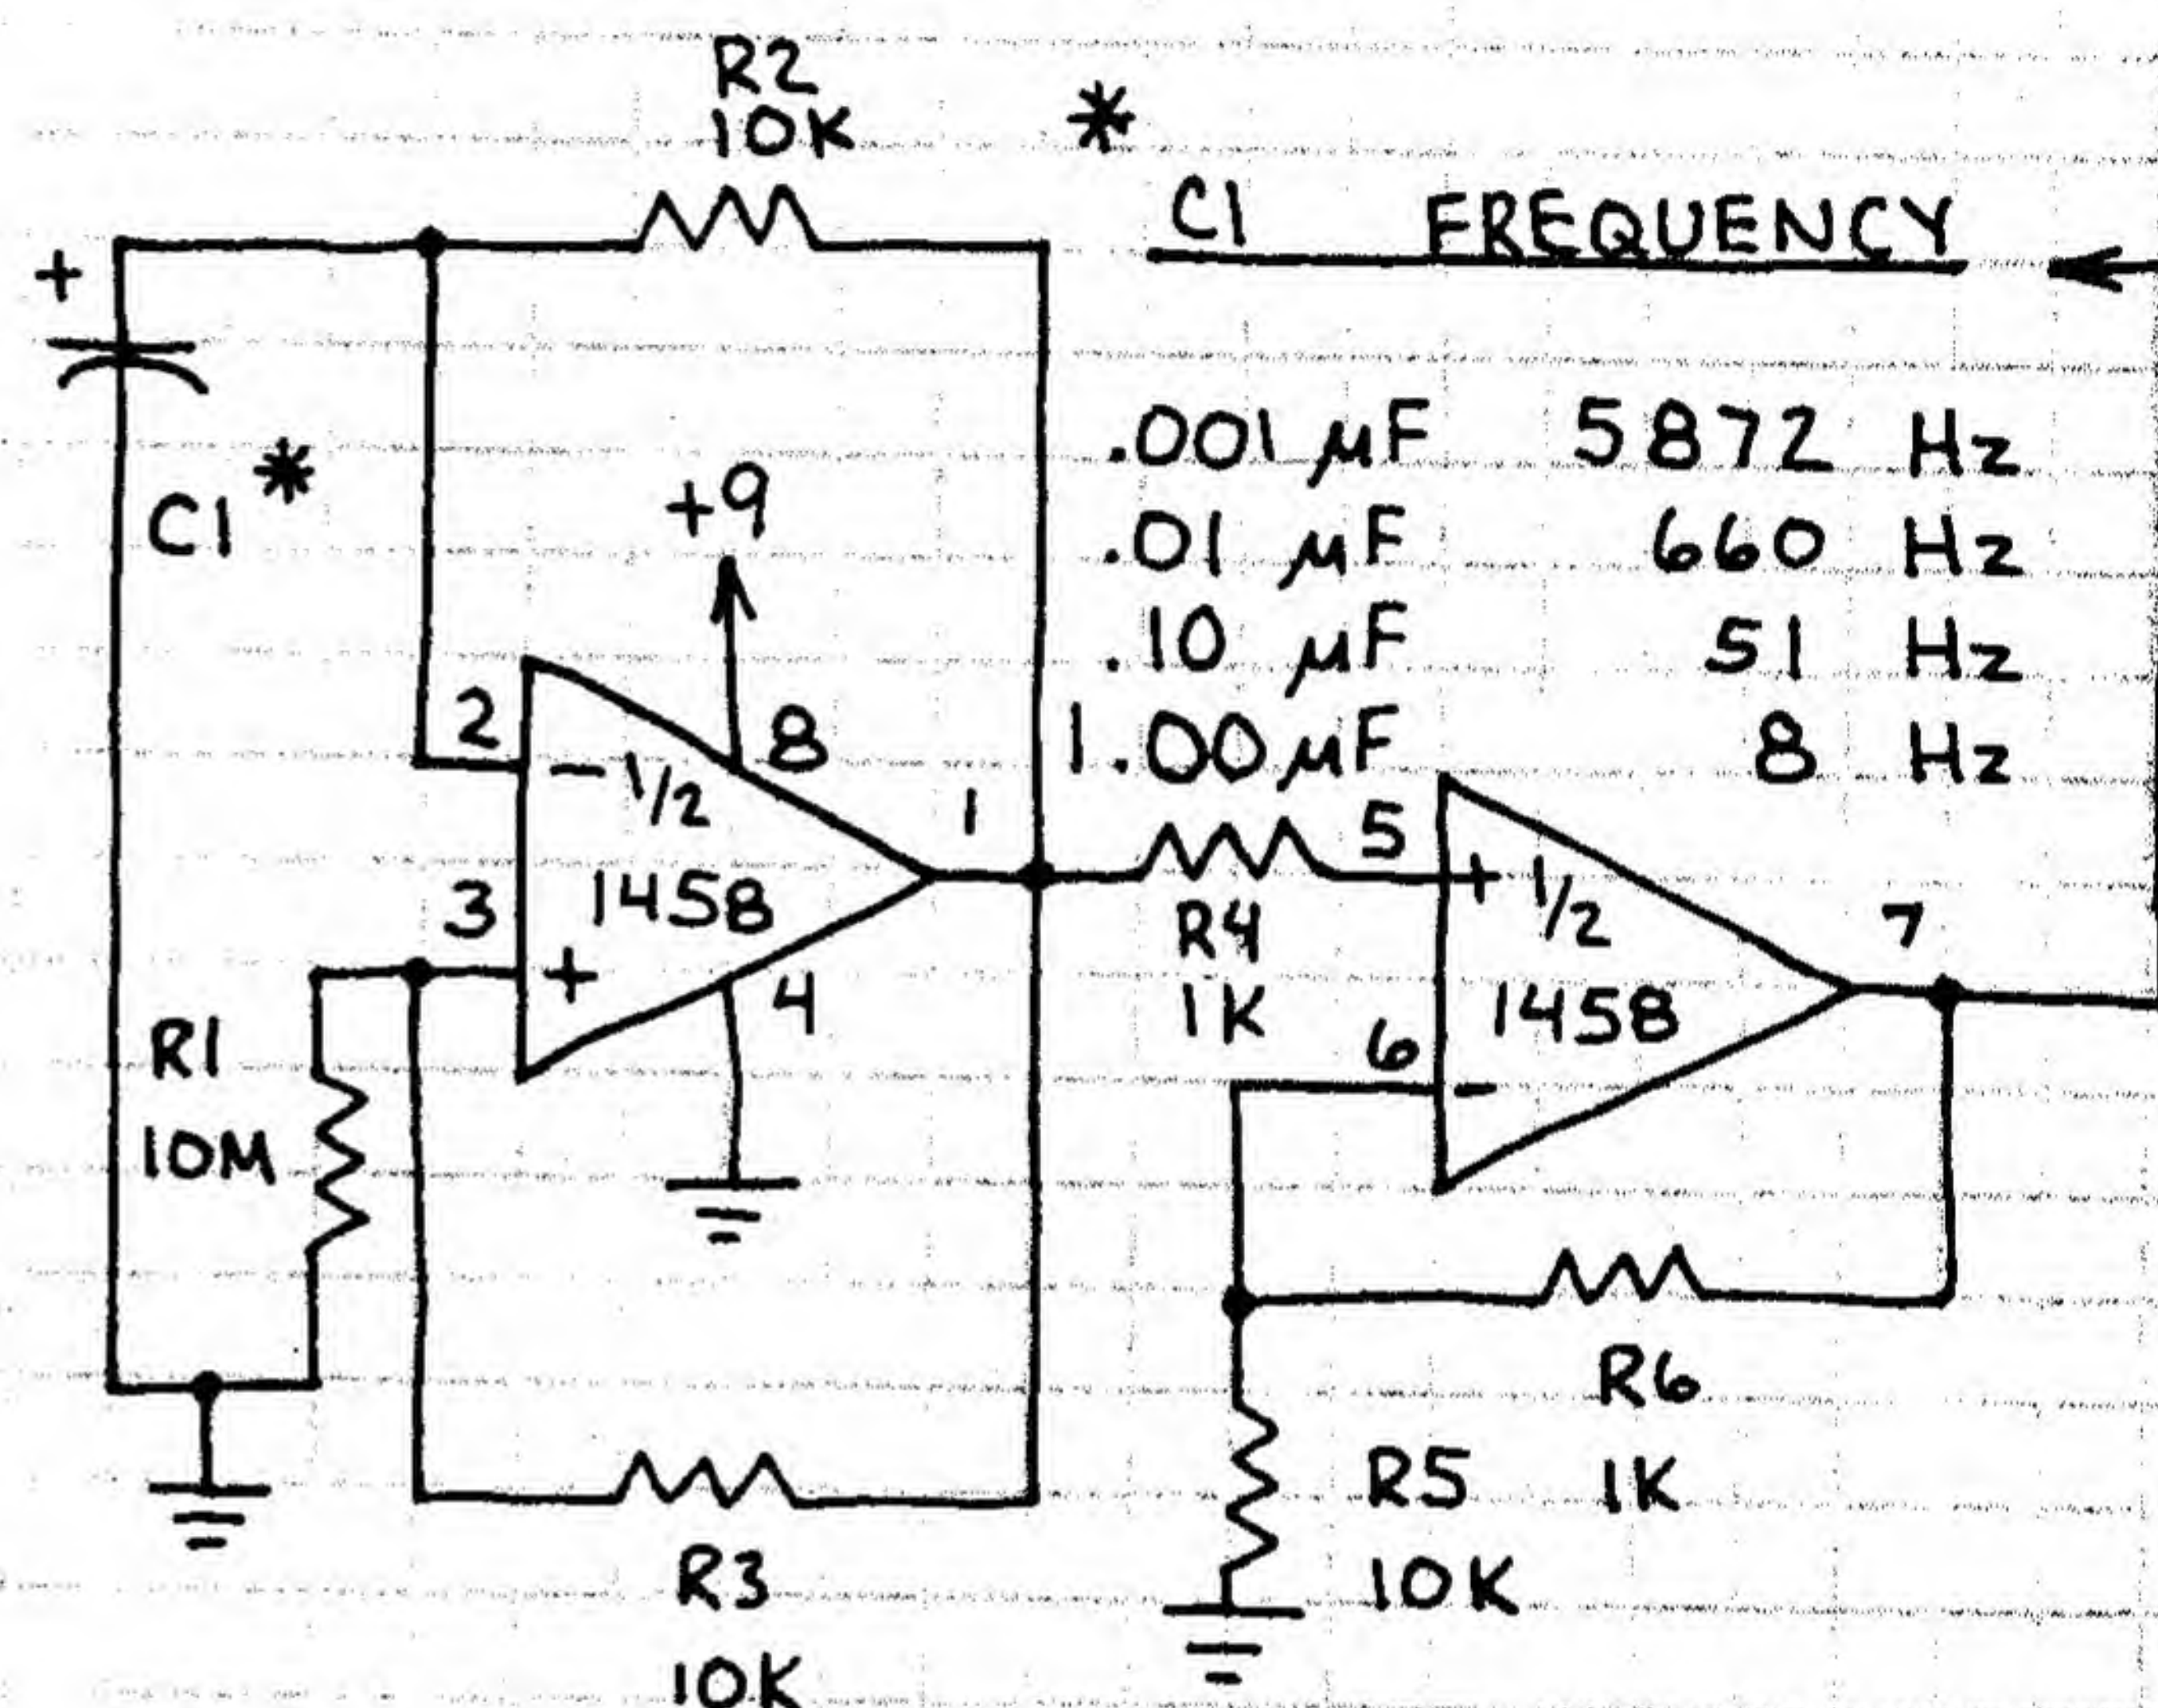 R2
10K
*
C1 FREQUENCY
+
.001 μF 5872 Hz
.01 μF 660 Hz
.10 μF 51 Hz
1.00 μF 8 Hz
C1 *
+9
2
8
- 1/2
1
1458
3
+
4
R1
10M
5
+ 1/2
R4
1K
7
1458
6
-
R6
1K
R5
10K
R3
10K